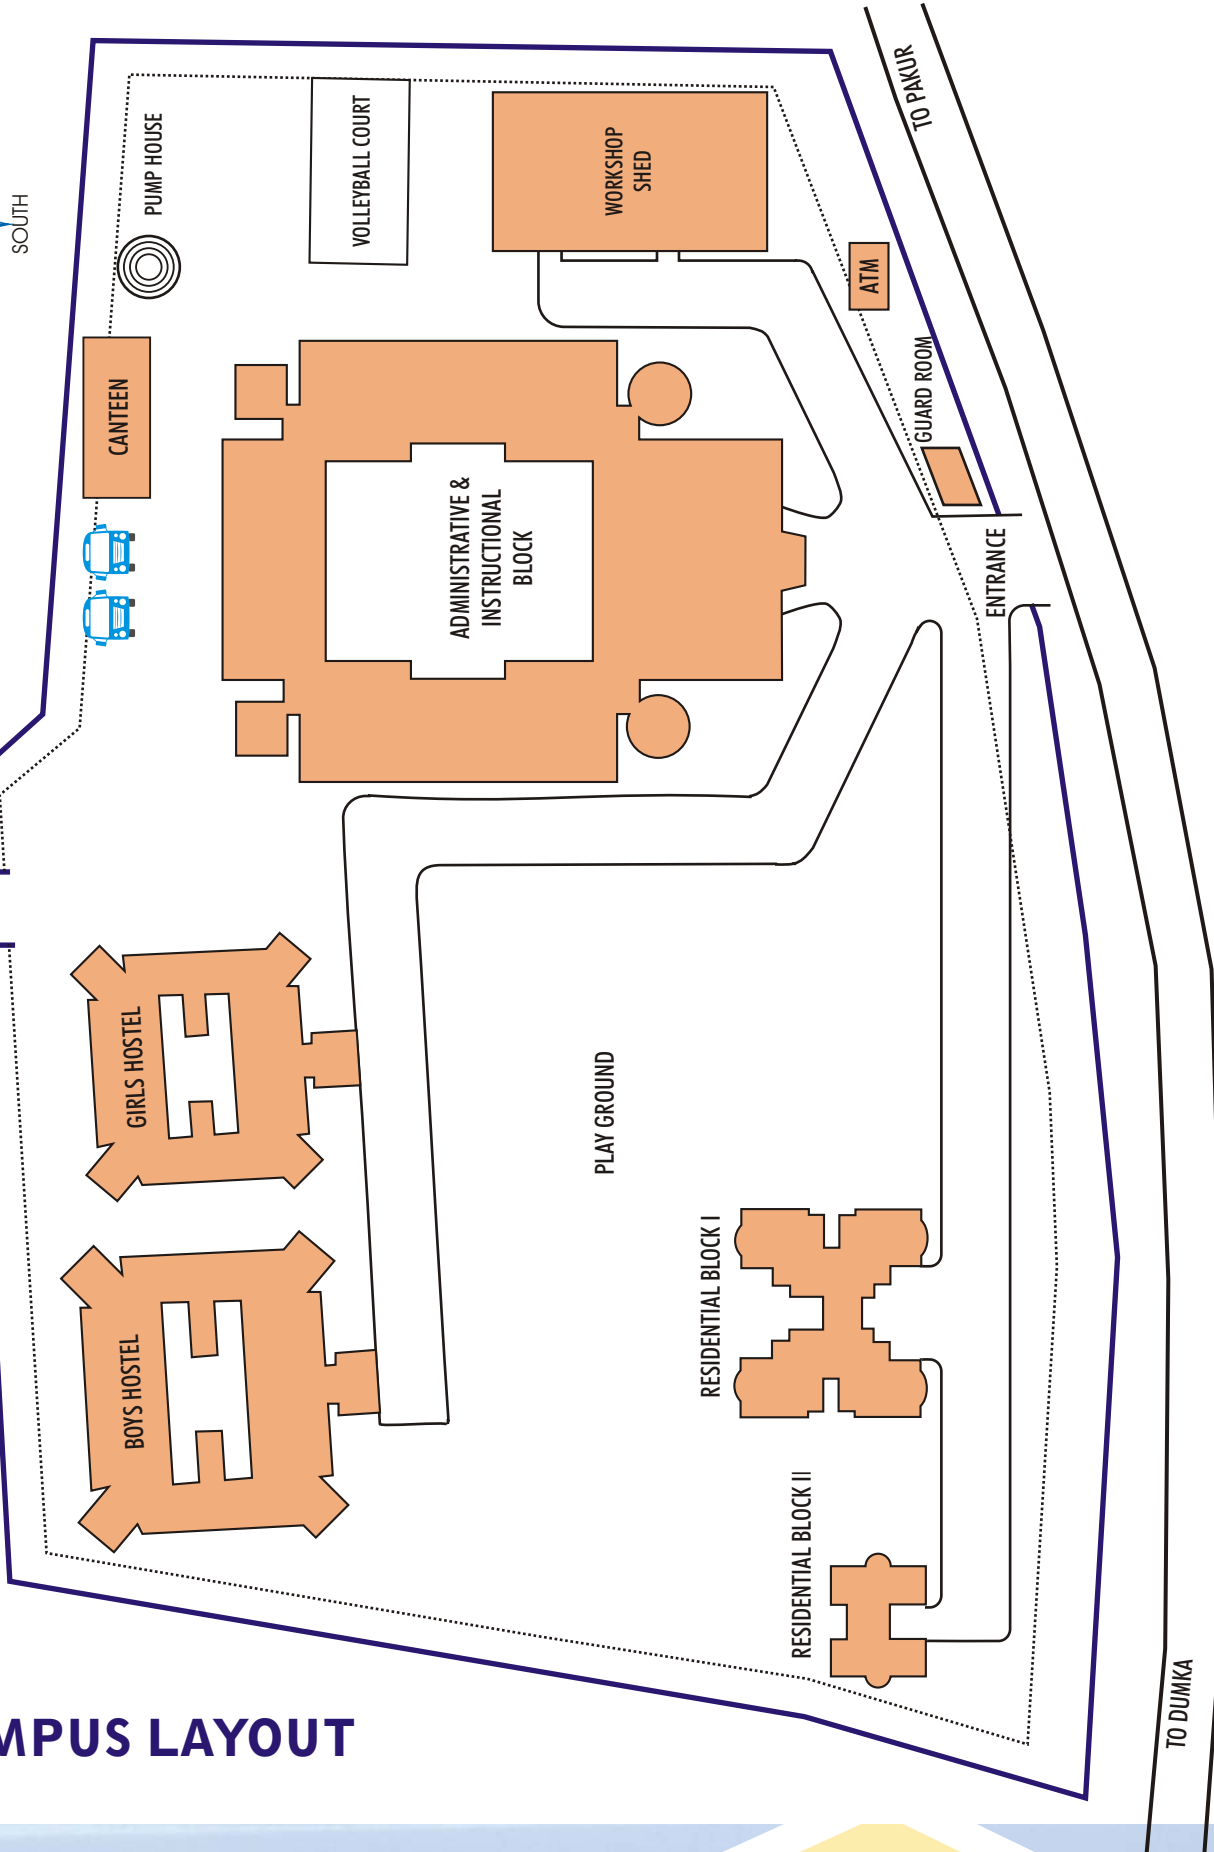 SOUTH
PUMP HOUSE
VOLLEYBALL COURT
WORKSHOP
SHED
TO PAKUR
ATM
CANTEEN
GUARD ROOM
ADMINISTRATIVE &
INSTRUCTIONAL
BLOCK
ENTRANCE
GIRLS HOSTEL
PLAY GROUND
BOYS HOSTEL
RESIDENTIAL BLOCK I
RESIDENTIAL BLOCK II
TO DUMKA
MPUS LAYOUT